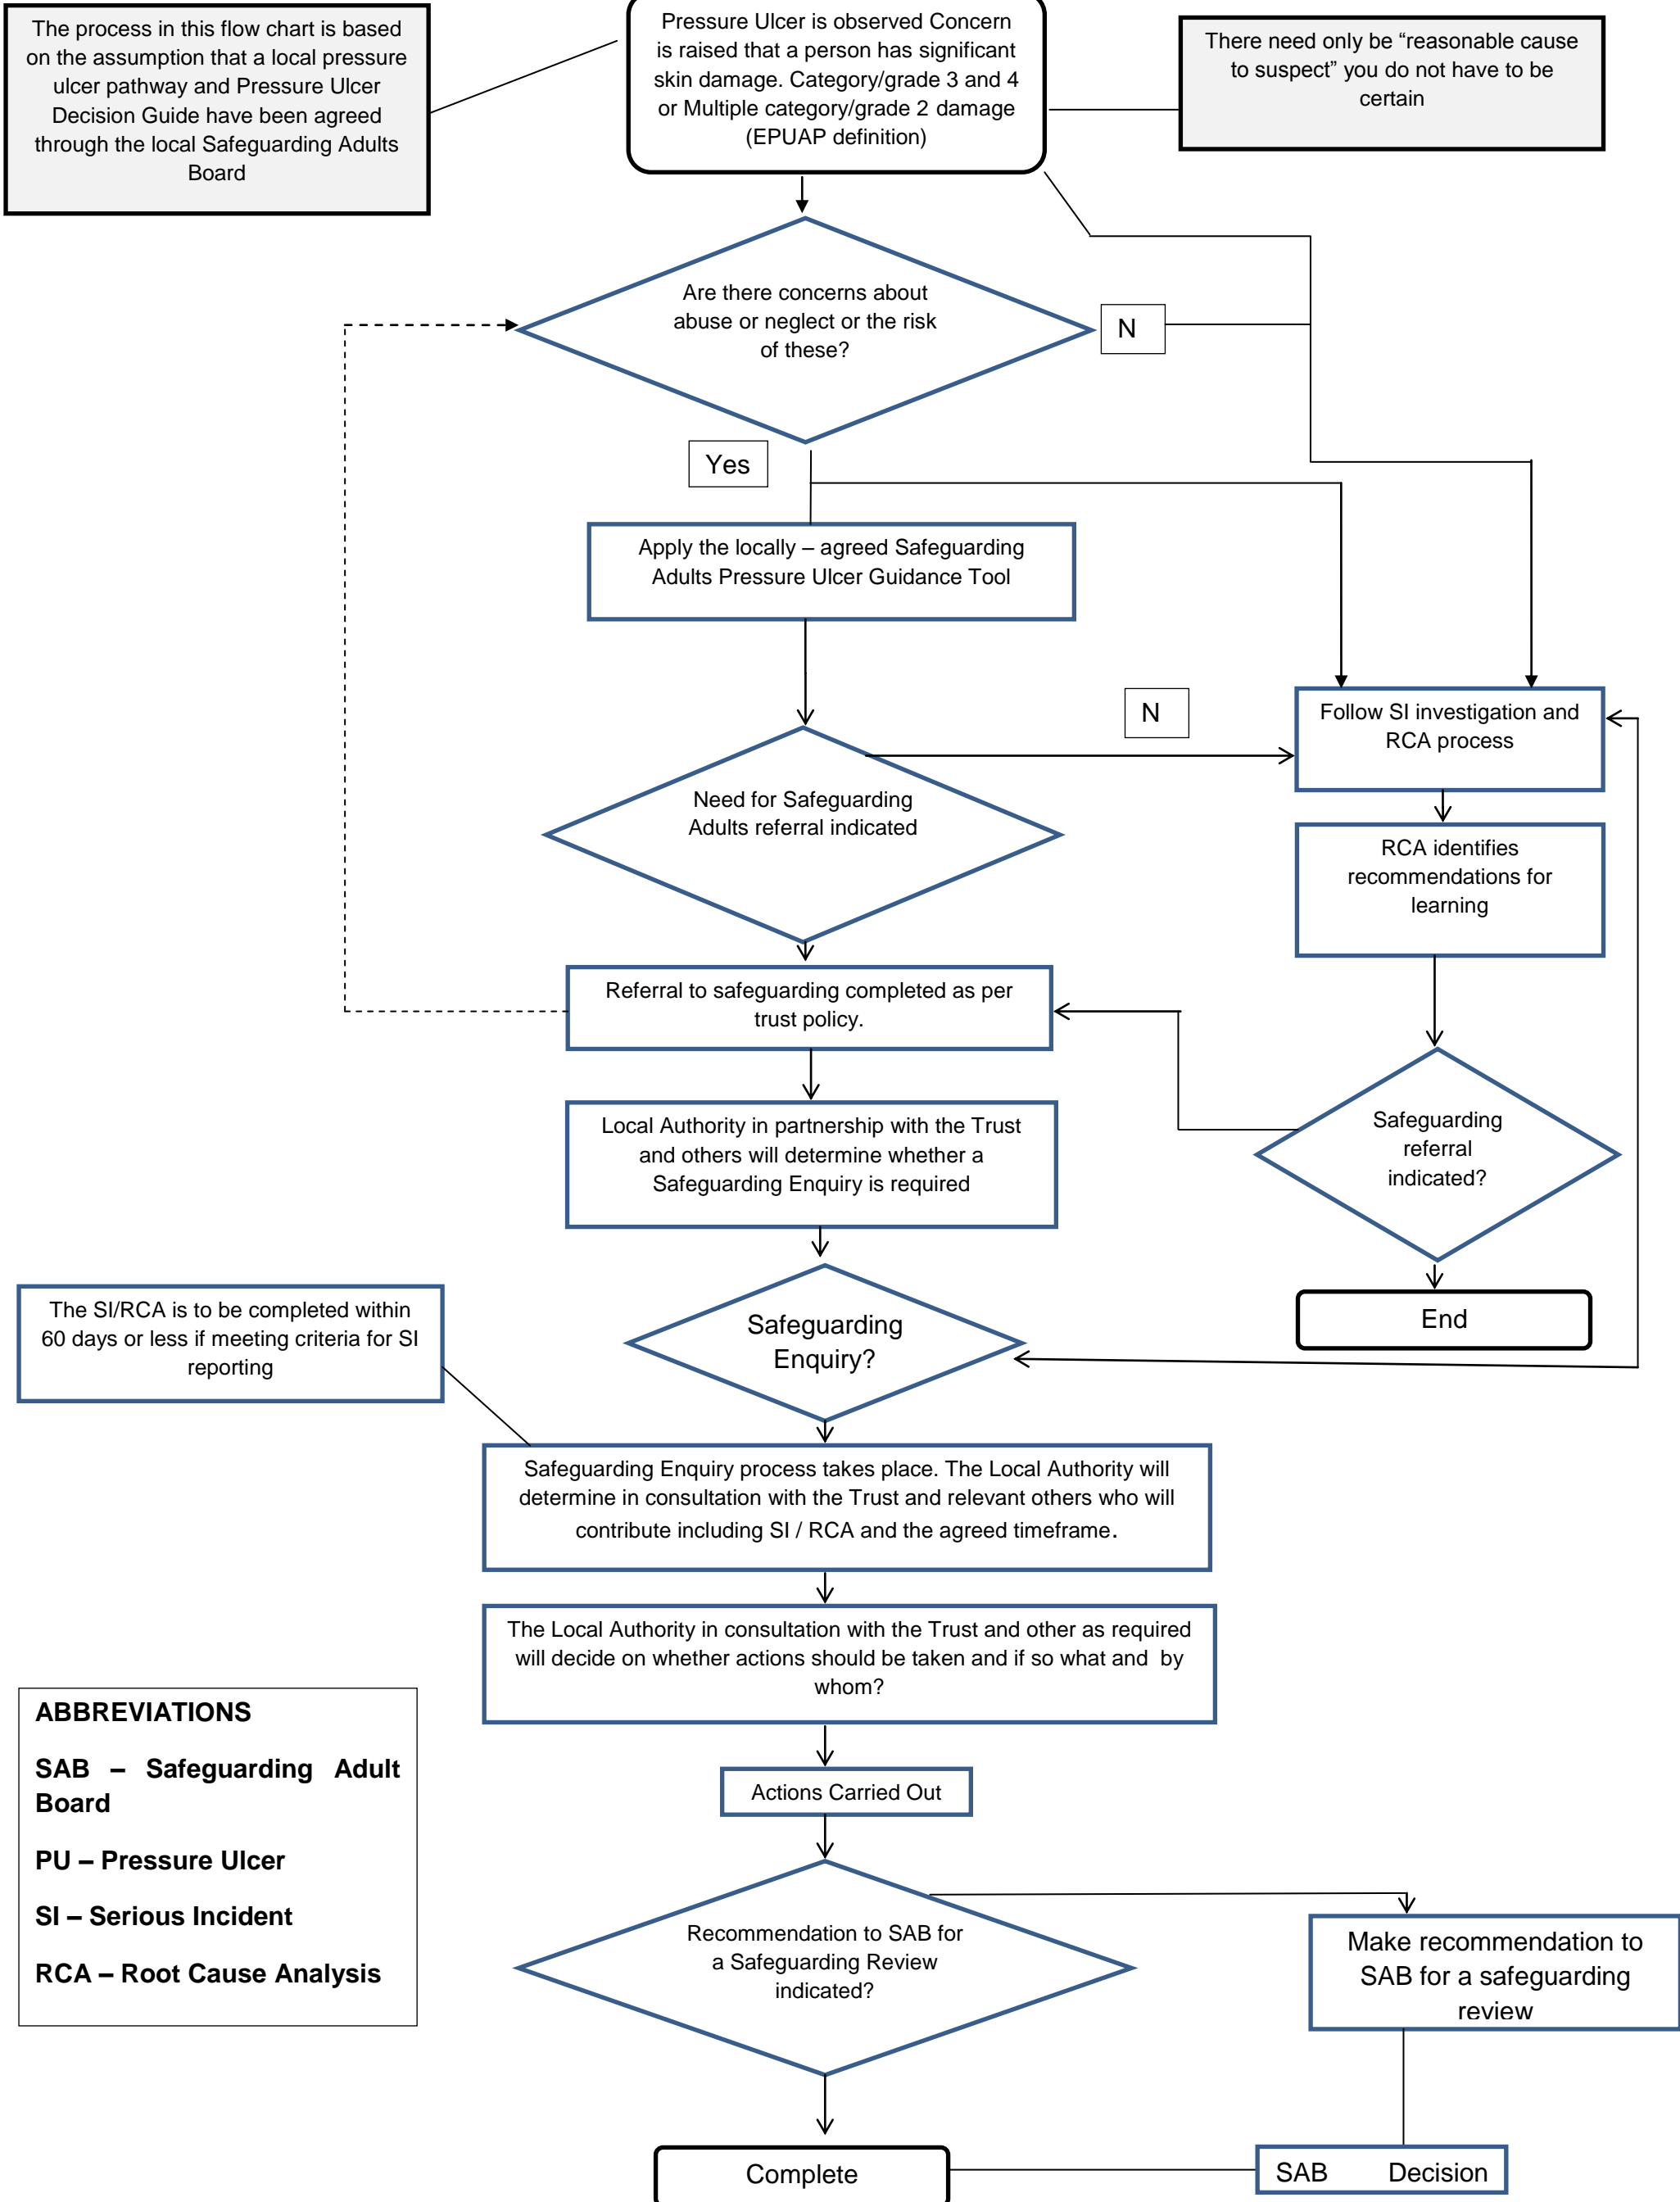 The process in this flow chart is based
on the assumption that a local pressure
ulcer pathway and Pressure Ulcer
Decision Guide have been agreed
through the local Safeguarding Adults
Board
Pressure Ulcer is observed Concern
is raised that a person has significant
skin damage. Category/grade 3 and 4
or Multiple category/grade 2 damage
(EPUAP definition)
There need only be “reasonable cause
to suspect” you do not have to be
certain
Are there concerns about
abuse or neglect or the risk
of these?
N
Yes
Apply the locally – agreed Safeguarding
Adults Pressure Ulcer Guidance Tool
N
Follow SI investigation and
RCA process
Need for Safeguarding
Adults referral indicated
RCA identifies
recommendations for
learning
Referral to safeguarding completed as per
trust policy.
Local Authority in partnership with the Trust
and others will determine whether a
Safeguarding Enquiry is required
Safeguarding
referral
indicated?
The SI/RCA is to be completed within
60 days or less if meeting criteria for SI
reporting
Safeguarding
Enquiry?
End
Safeguarding Enquiry process takes place. The Local Authority will
determine in consultation with the Trust and relevant others who will
contribute including SI / RCA and the agreed timeframe.
The Local Authority in consultation with the Trust and other as required
will decide on whether actions should be taken and if so what and by
whom?
ABBREVIATIONS
SAB – Safeguarding Adult
Board
PU – Pressure Ulcer
SI – Serious Incident
RCA – Root Cause Analysis
Actions Carried Out
Recommendation to SAB for
a Safeguarding Review
indicated?
Make recommendation to
SAB for a safeguarding
review
Complete
SAB Decision